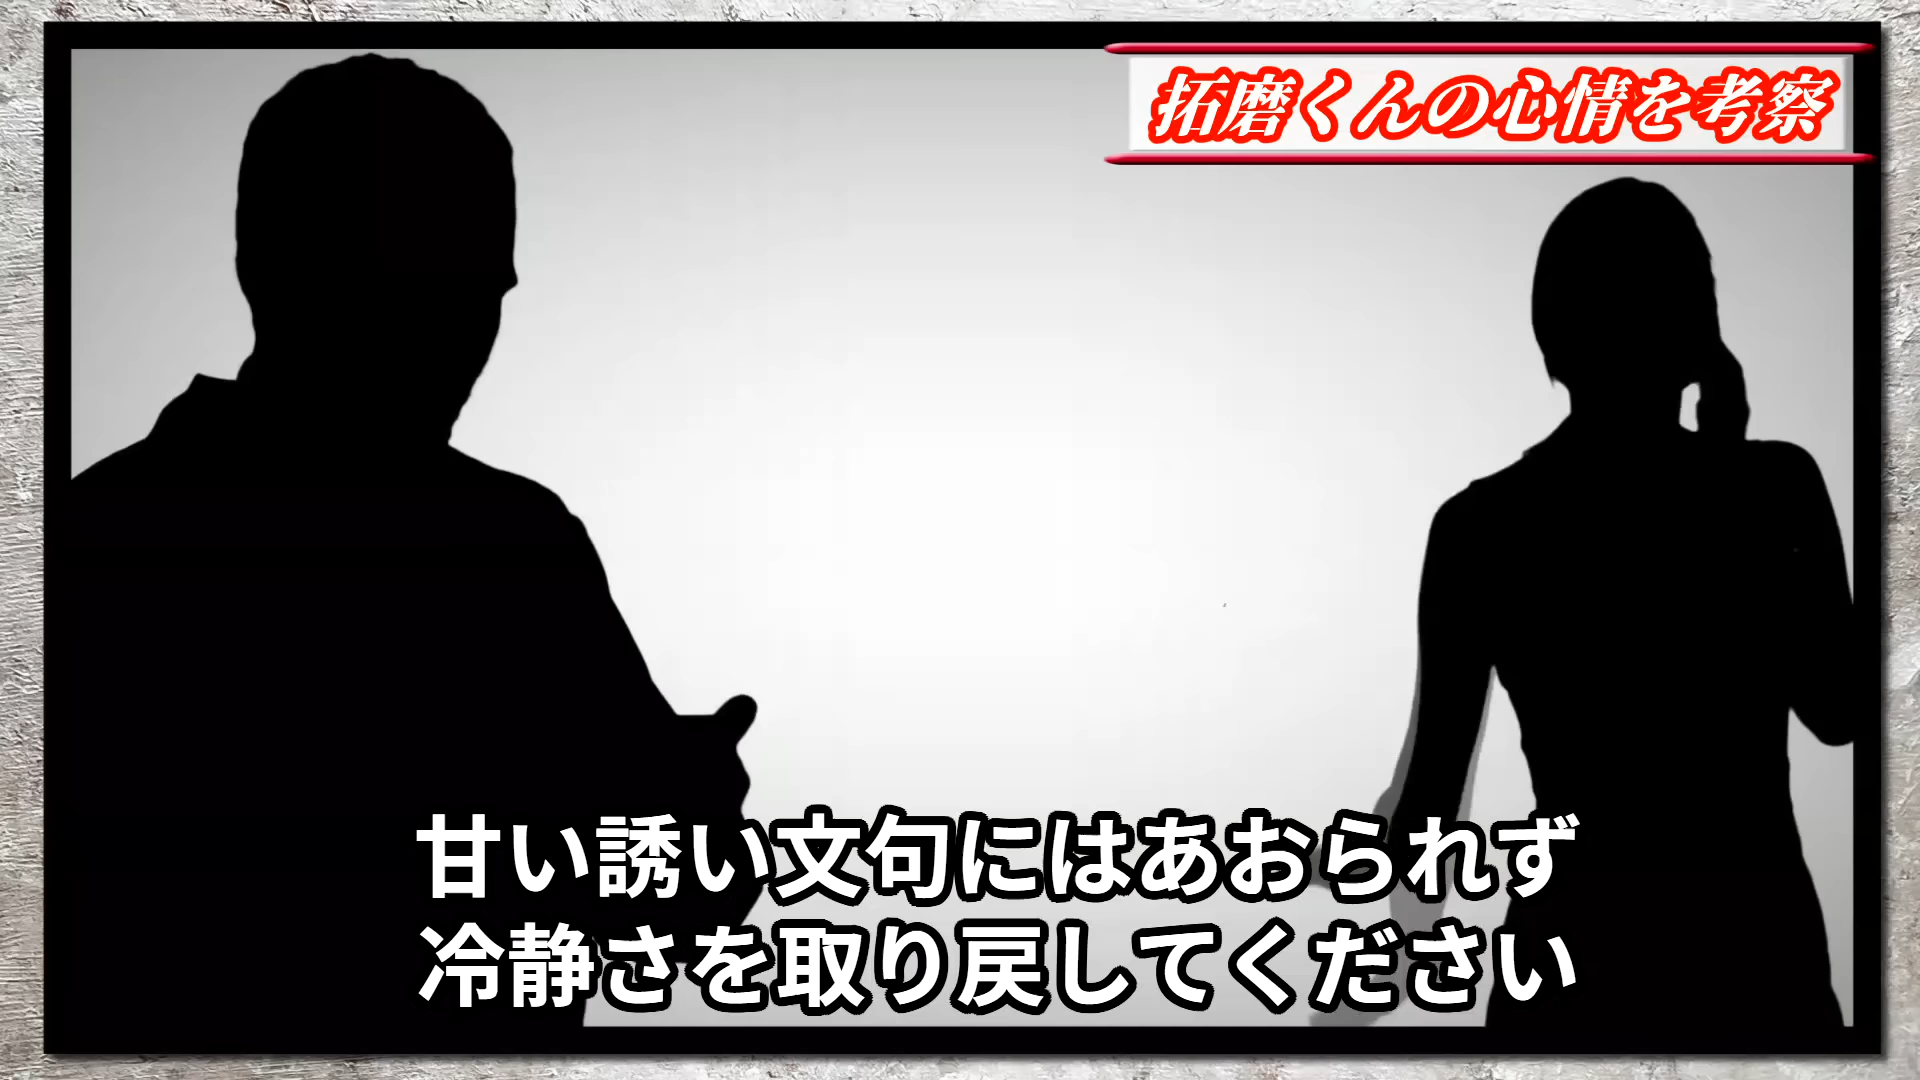 拓磨くんの心情を考察
甘い誘い文句にはあおられず
冷静さを取り戻してください